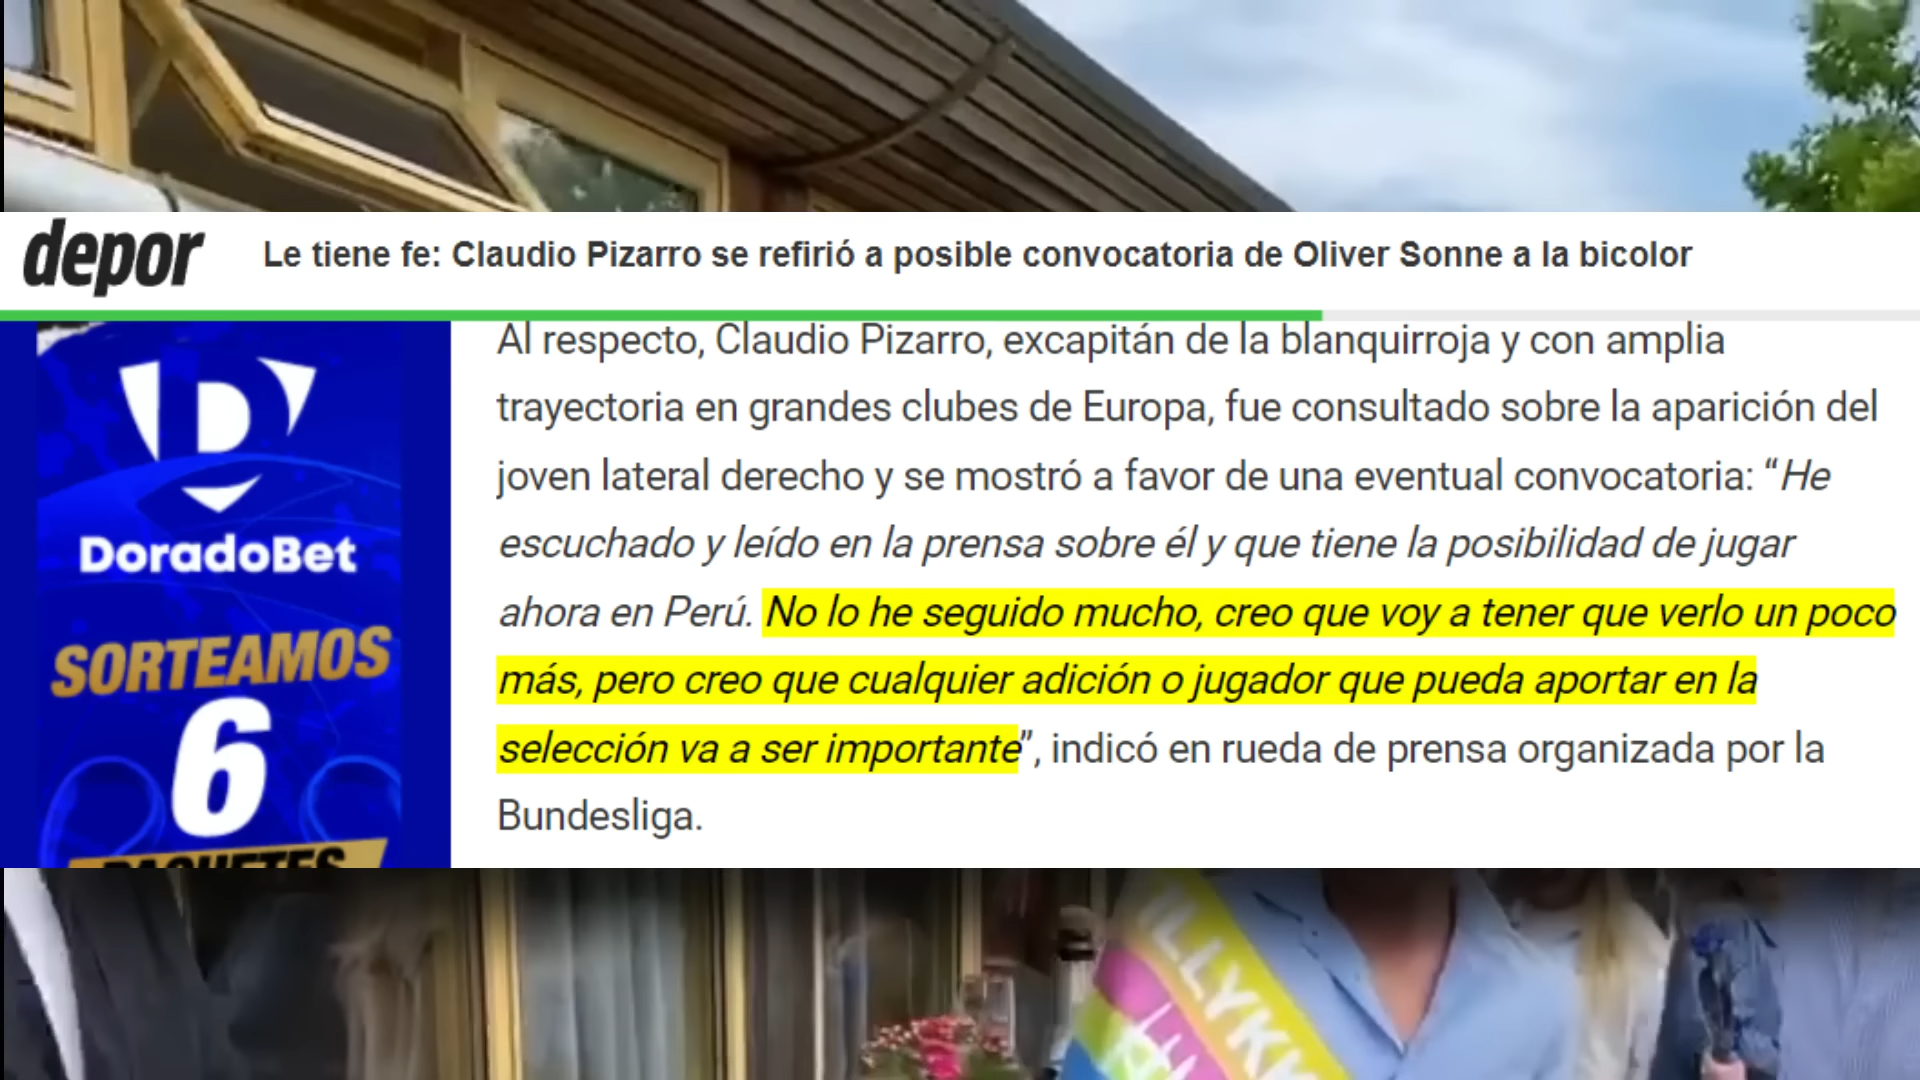 depor
Le tiene fe: Claudio Pizarro se refirió a posible convocatoria de Oliver Sonne a la bicolor
Al respecto, Claudio Pizarro, excapitán de la blanquirroja y con amplia
trayectoria en grandes clubes de Europa, fue consultado sobre la aparición del
joven lateral derecho y se mostró a favor de una eventual convocatoria: “He
escuchado y leído en la prensa sobre él y que tiene la posibilidad de jugar
ahora en Perú. No lo he seguido mucho, creo que voy a tener que verlo un poco
más, pero creo que cualquier adición o jugador que pueda aportar en la
selección va a ser importante”, indicó en rueda de prensa organizada por la
Bundesliga.
D
DoradoBet
SORTEAMOS
6
PAQUETES